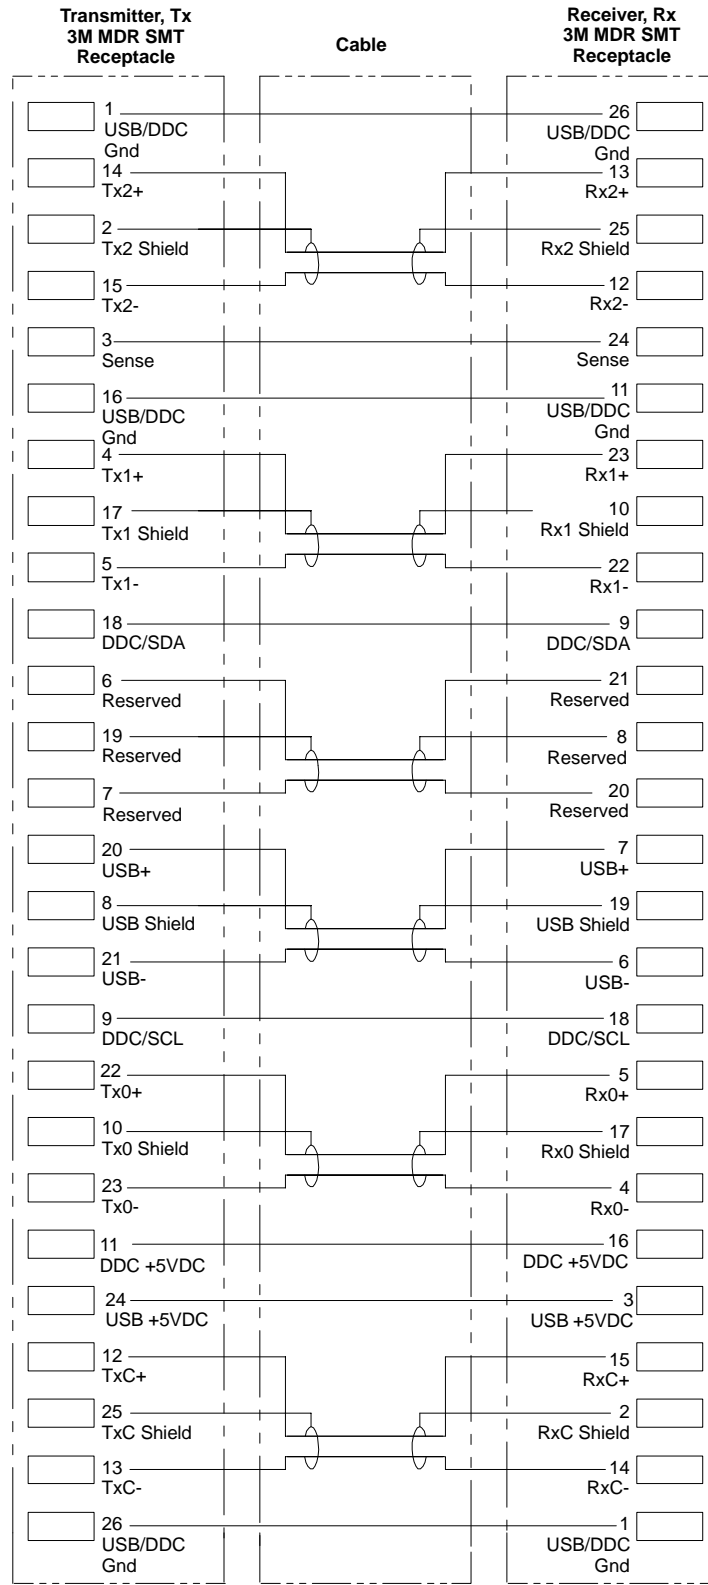 Transmitter, Tx
3M MDR SMT
Receptacle
Cable
Receiver, Rx
3M MDR SMT
Receptacle
1
USB/DDC
Gnd
26
USB/DDC
Gnd
14
Tx2+
13
Rx2+
2
Tx2 Shield
25
Rx2 Shield
15
Tx2-
12
Rx2-
3
Sense
24
Sense
16
USB/DDC
Gnd
11
USB/DDC
Gnd
4
Tx1+
23
Rx1+
17
Tx1 Shield
10
Rx1 Shield
5
Tx1-
22
Rx1-
18
DDC/SDA
9
DDC/SDA
6
Reserved
21
Reserved
19
Reserved
8
Reserved
7
Reserved
20
Reserved
20
USB+
7
USB+
8
USB Shield
19
USB Shield
21
USB-
6
USB-
9
DDC/SCL
18
DDC/SCL
22
Tx0+
5
Rx0+
10
Tx0 Shield
17
Rx0 Shield
23
Tx0-
4
Rx0-
11
DDC +5VDC
16
DDC +5VDC
24
USB +5VDC
3
USB +5VDC
12
TxC+
15
RxC+
25
TxC Shield
2
RxC Shield
13
TxC-
14
RxC-
26
USB/DDC
Gnd
1
USB/DDC
Gnd